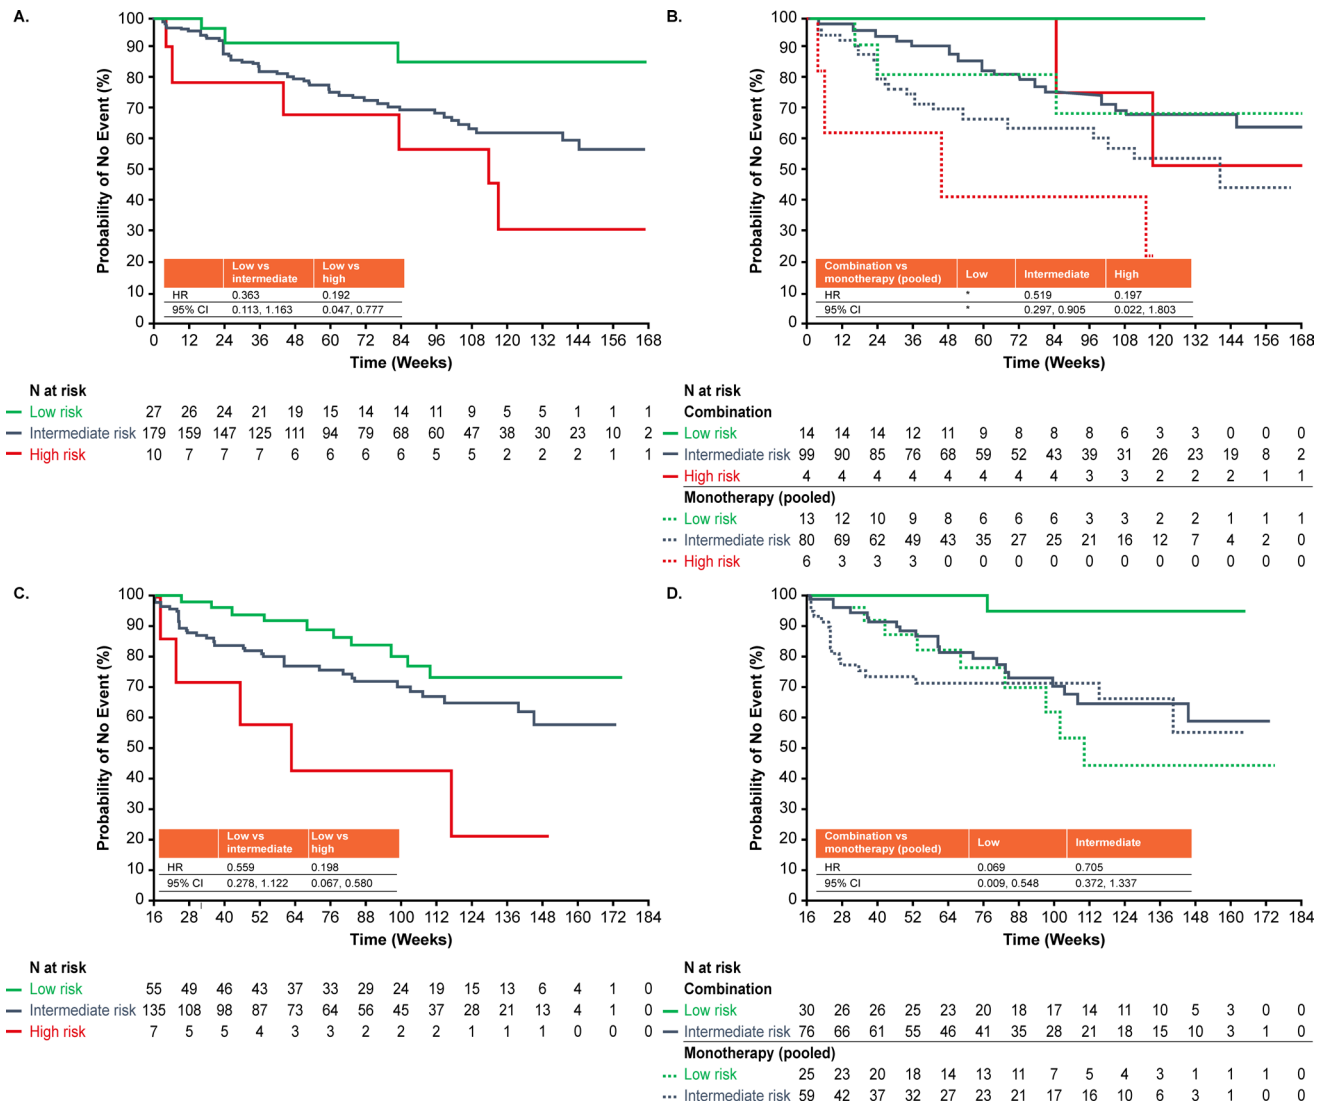 A.
Probability of No Event (%)
100
90
80
70
60
50
40
30
20
10
0
Low vs intermediate Low vs high
HR 0.363 0.192
95% CI 0.113, 1.163 0.047, 0.777
0 12 24 36 48 60 72 84 96 108 120 132 144 156 168
Time (Weeks)
N at risk
Low risk 27 26 24 21 19 15 14 14 11 9 5 5 1 1 1
Intermediate risk 179 159 147 125 111 94 79 68 60 47 38 30 23 10 2
High risk 10 7 7 7 6 6 6 6 5 5 2 2 2 1 1
B.
Probability of No Event (%)
100
90
80
70
60
50
40
30
20
10
0
Combination vs monotherapy (pooled) Low Intermediate High
HR * 0.519 0.197
95% CI * 0.297, 0.905 0.022, 1.803
0 12 24 36 48 60 72 84 96 108 120 132 144 156 168
Time (Weeks)
N at risk
Combination
Low risk 14 14 14 12 11 9 8 8 8 6 3 3 0 0 0
Intermediate risk 99 90 85 76 68 59 52 43 39 31 26 23 19 8 2
High risk 4 4 4 4 4 4 4 4 3 3 2 2 2 1 1
Monotherapy (pooled)
Low risk 13 12 10 9 8 6 6 6 3 3 2 2 1 1 1
Intermediate risk 80 69 62 49 43 35 27 25 21 16 12 7 4 2 0
High risk 6 3 3 3 0 0 0 0 0 0 0 0 0 0 0
C.
Probability of No Event (%)
100
90
80
70
60
50
40
30
20
10
0
Low vs intermediate Low vs high
HR 0.559 0.198
95% CI 0.278, 1.122 0.067, 0.580
16 28 40 52 64 76 88 100 112 124 136 148 160 172 184
Time (Weeks)
N at risk
Low risk 55 49 46 43 37 33 29 24 19 15 13 6 4 1 0
Intermediate risk 135 108 98 87 73 64 56 45 37 28 21 13 4 1 0
High risk 7 5 5 4 3 3 2 2 2 1 1 1 0 0 0
D.
Probability of No Event (%)
100
90
80
70
60
50
40
30
20
10
0
Combination vs monotherapy (pooled) Low Intermediate
HR 0.069 0.705
95% CI 0.009, 0.548 0.372, 1.337
16 28 40 52 64 76 88 100 112 124 136 148 160 172 184
Time (Weeks)
N at risk
Combination
Low risk 30 26 26 25 23 20 18 17 14 11 10 5 3 0 0
Intermediate risk 76 66 61 55 46 41 35 28 21 18 15 10 3 1 0
Monotherapy (pooled)
Low risk 25 23 20 18 14 13 11 7 5 4 3 1 1 1 0
Intermediate risk 59 42 37 32 27 23 21 17 16 10 6 3 1 0 0